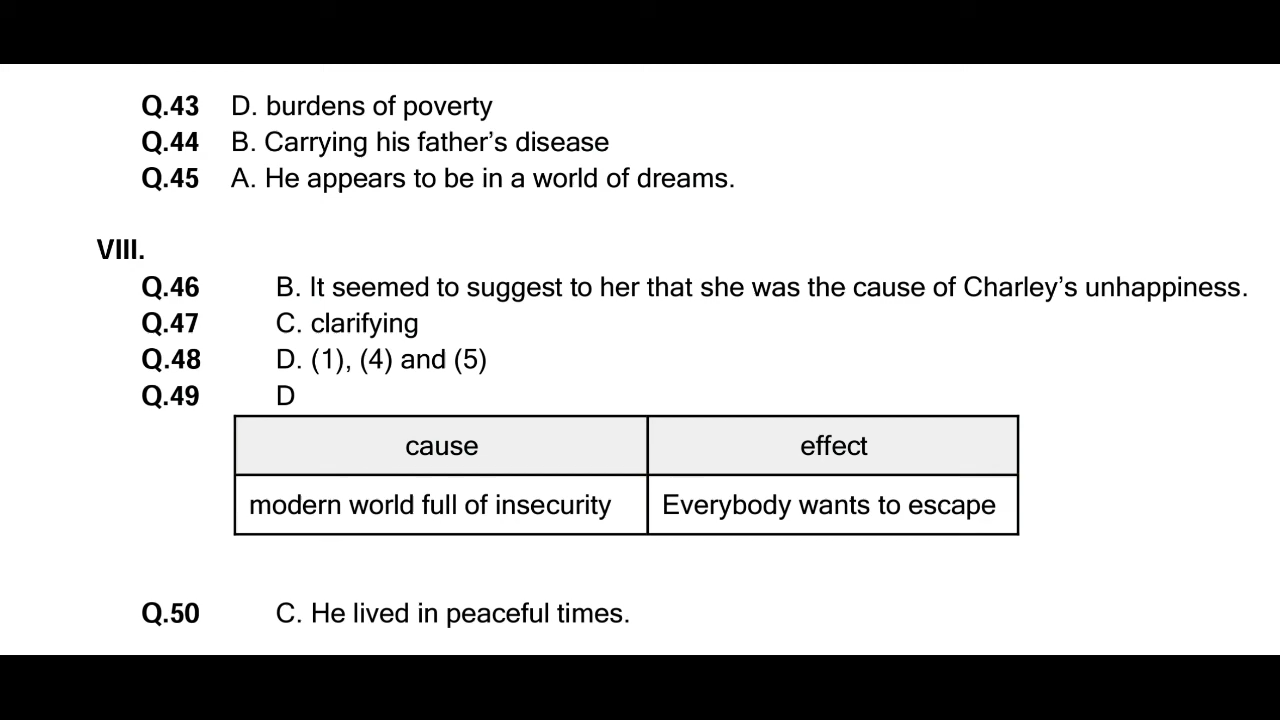 Q.43 D. burdens of poverty
Q.44 B. Carrying his father’s disease
Q.45 A. He appears to be in a world of dreams.
VIII.
Q.46 B. It seemed to suggest to her that she was the cause of Charley’s unhappiness.
Q.47 C. clarifying
Q.48 D. (1), (4) and (5)
Q.49 D
cause effect
modern world full of insecurity Everybody wants to escape
Q.50 C. He lived in peaceful times.